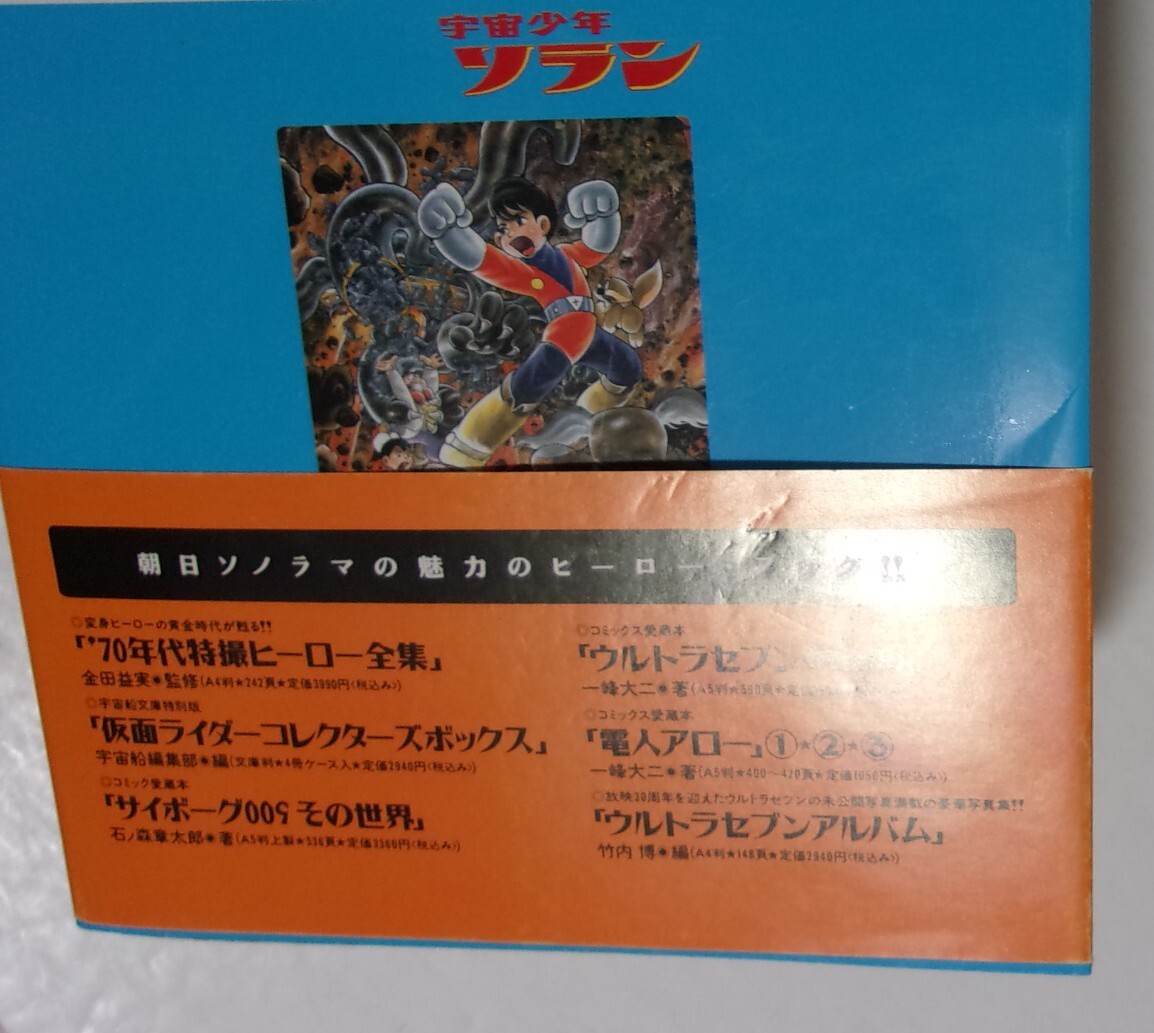 宇宙少年
ソラン
朝日ソノラマの魅力のヒーロー・ブック!!
◎変身ヒーローの黄金時代が甦る!!
「'70年代特撮ヒーロー全集」
金田益実●監修(A4判★242頁★定価3990円〈税込み〉)
◎宇宙船文庫特別版
「仮面ライダーコレクターズボックス」
宇宙船編集部●編(文庫判★4冊ケース入★定価2940円〈税込み〉)
◎コミック愛蔵本
「サイボーグ009 その世界」
石ノ森章太郎●著(A5判上製★536頁★定価3360円〈税込み〉)
◎コミックス愛蔵本
「ウルトラセブン
一峰大二●著(A5判★590頁★定価
◎コミックス愛蔵本
「電人アロー」①★②★③
一峰大二●著(A5判★400〜420頁★定価1050円〈税込み〉)
◎放映30周年を迎えたウルトラセブンの未公開写真満載の豪華写真集!!
「ウルトラセブンアルバム」
竹内 博●編(A4判★148頁★定価2940円〈税込み〉)